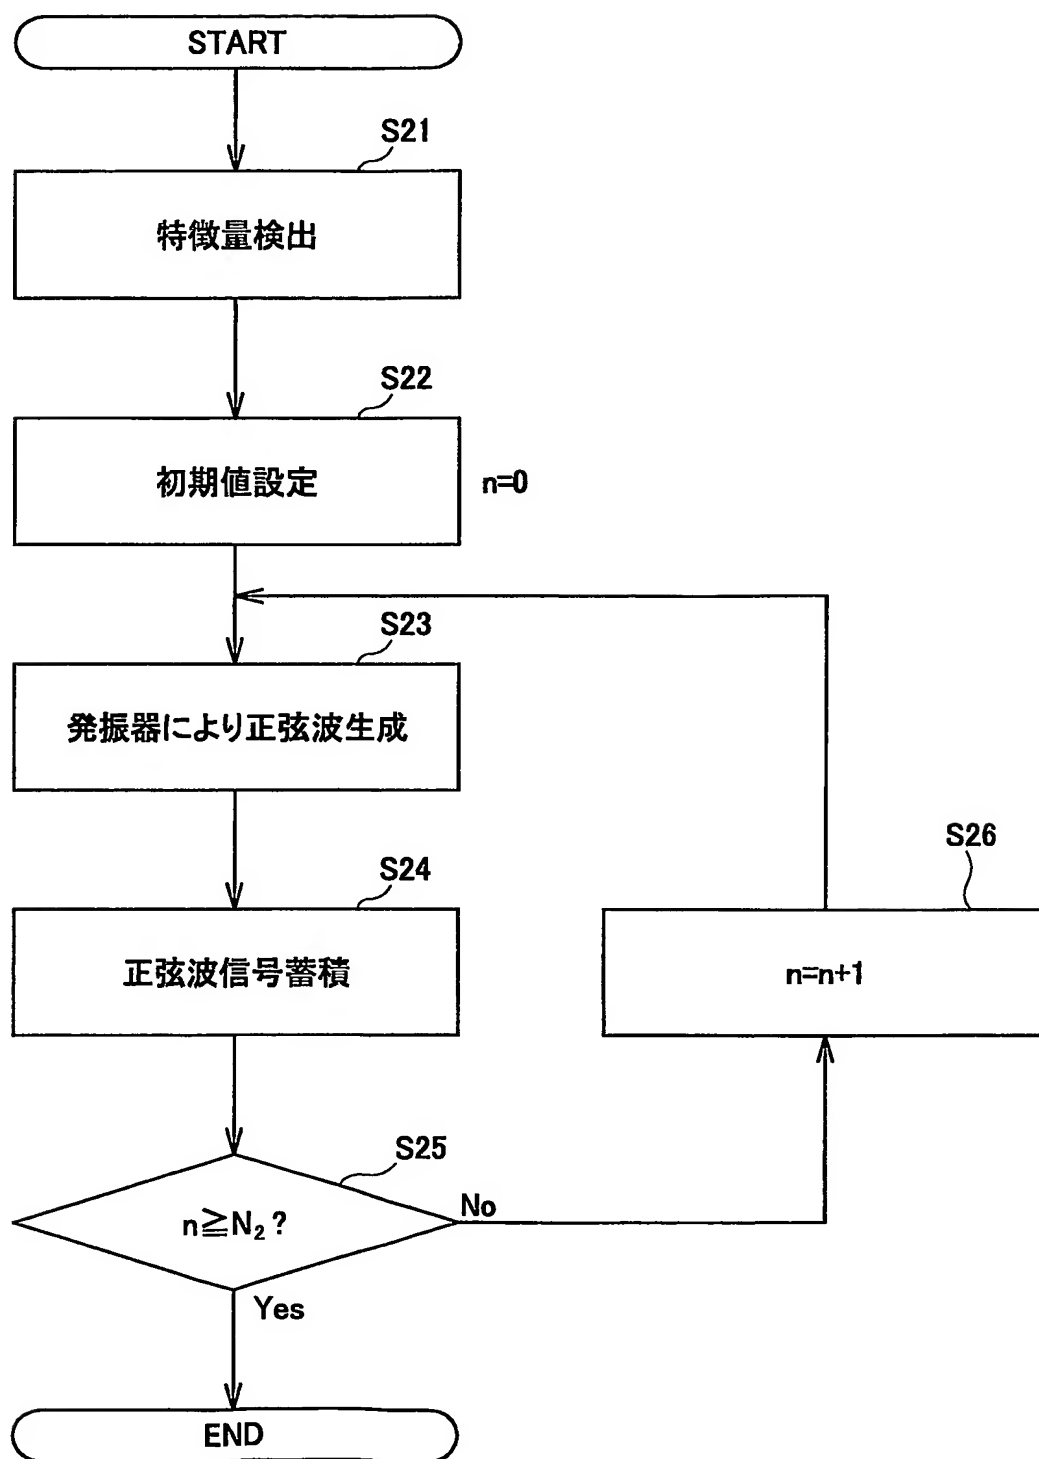 START
S21
特徴量検出
S22
初期値設定
n=0
S23
発振器により正弦波生成
S24
正弦波信号蓄積
S26
n=n+1
S25
n≧N₂?
No
Yes
END